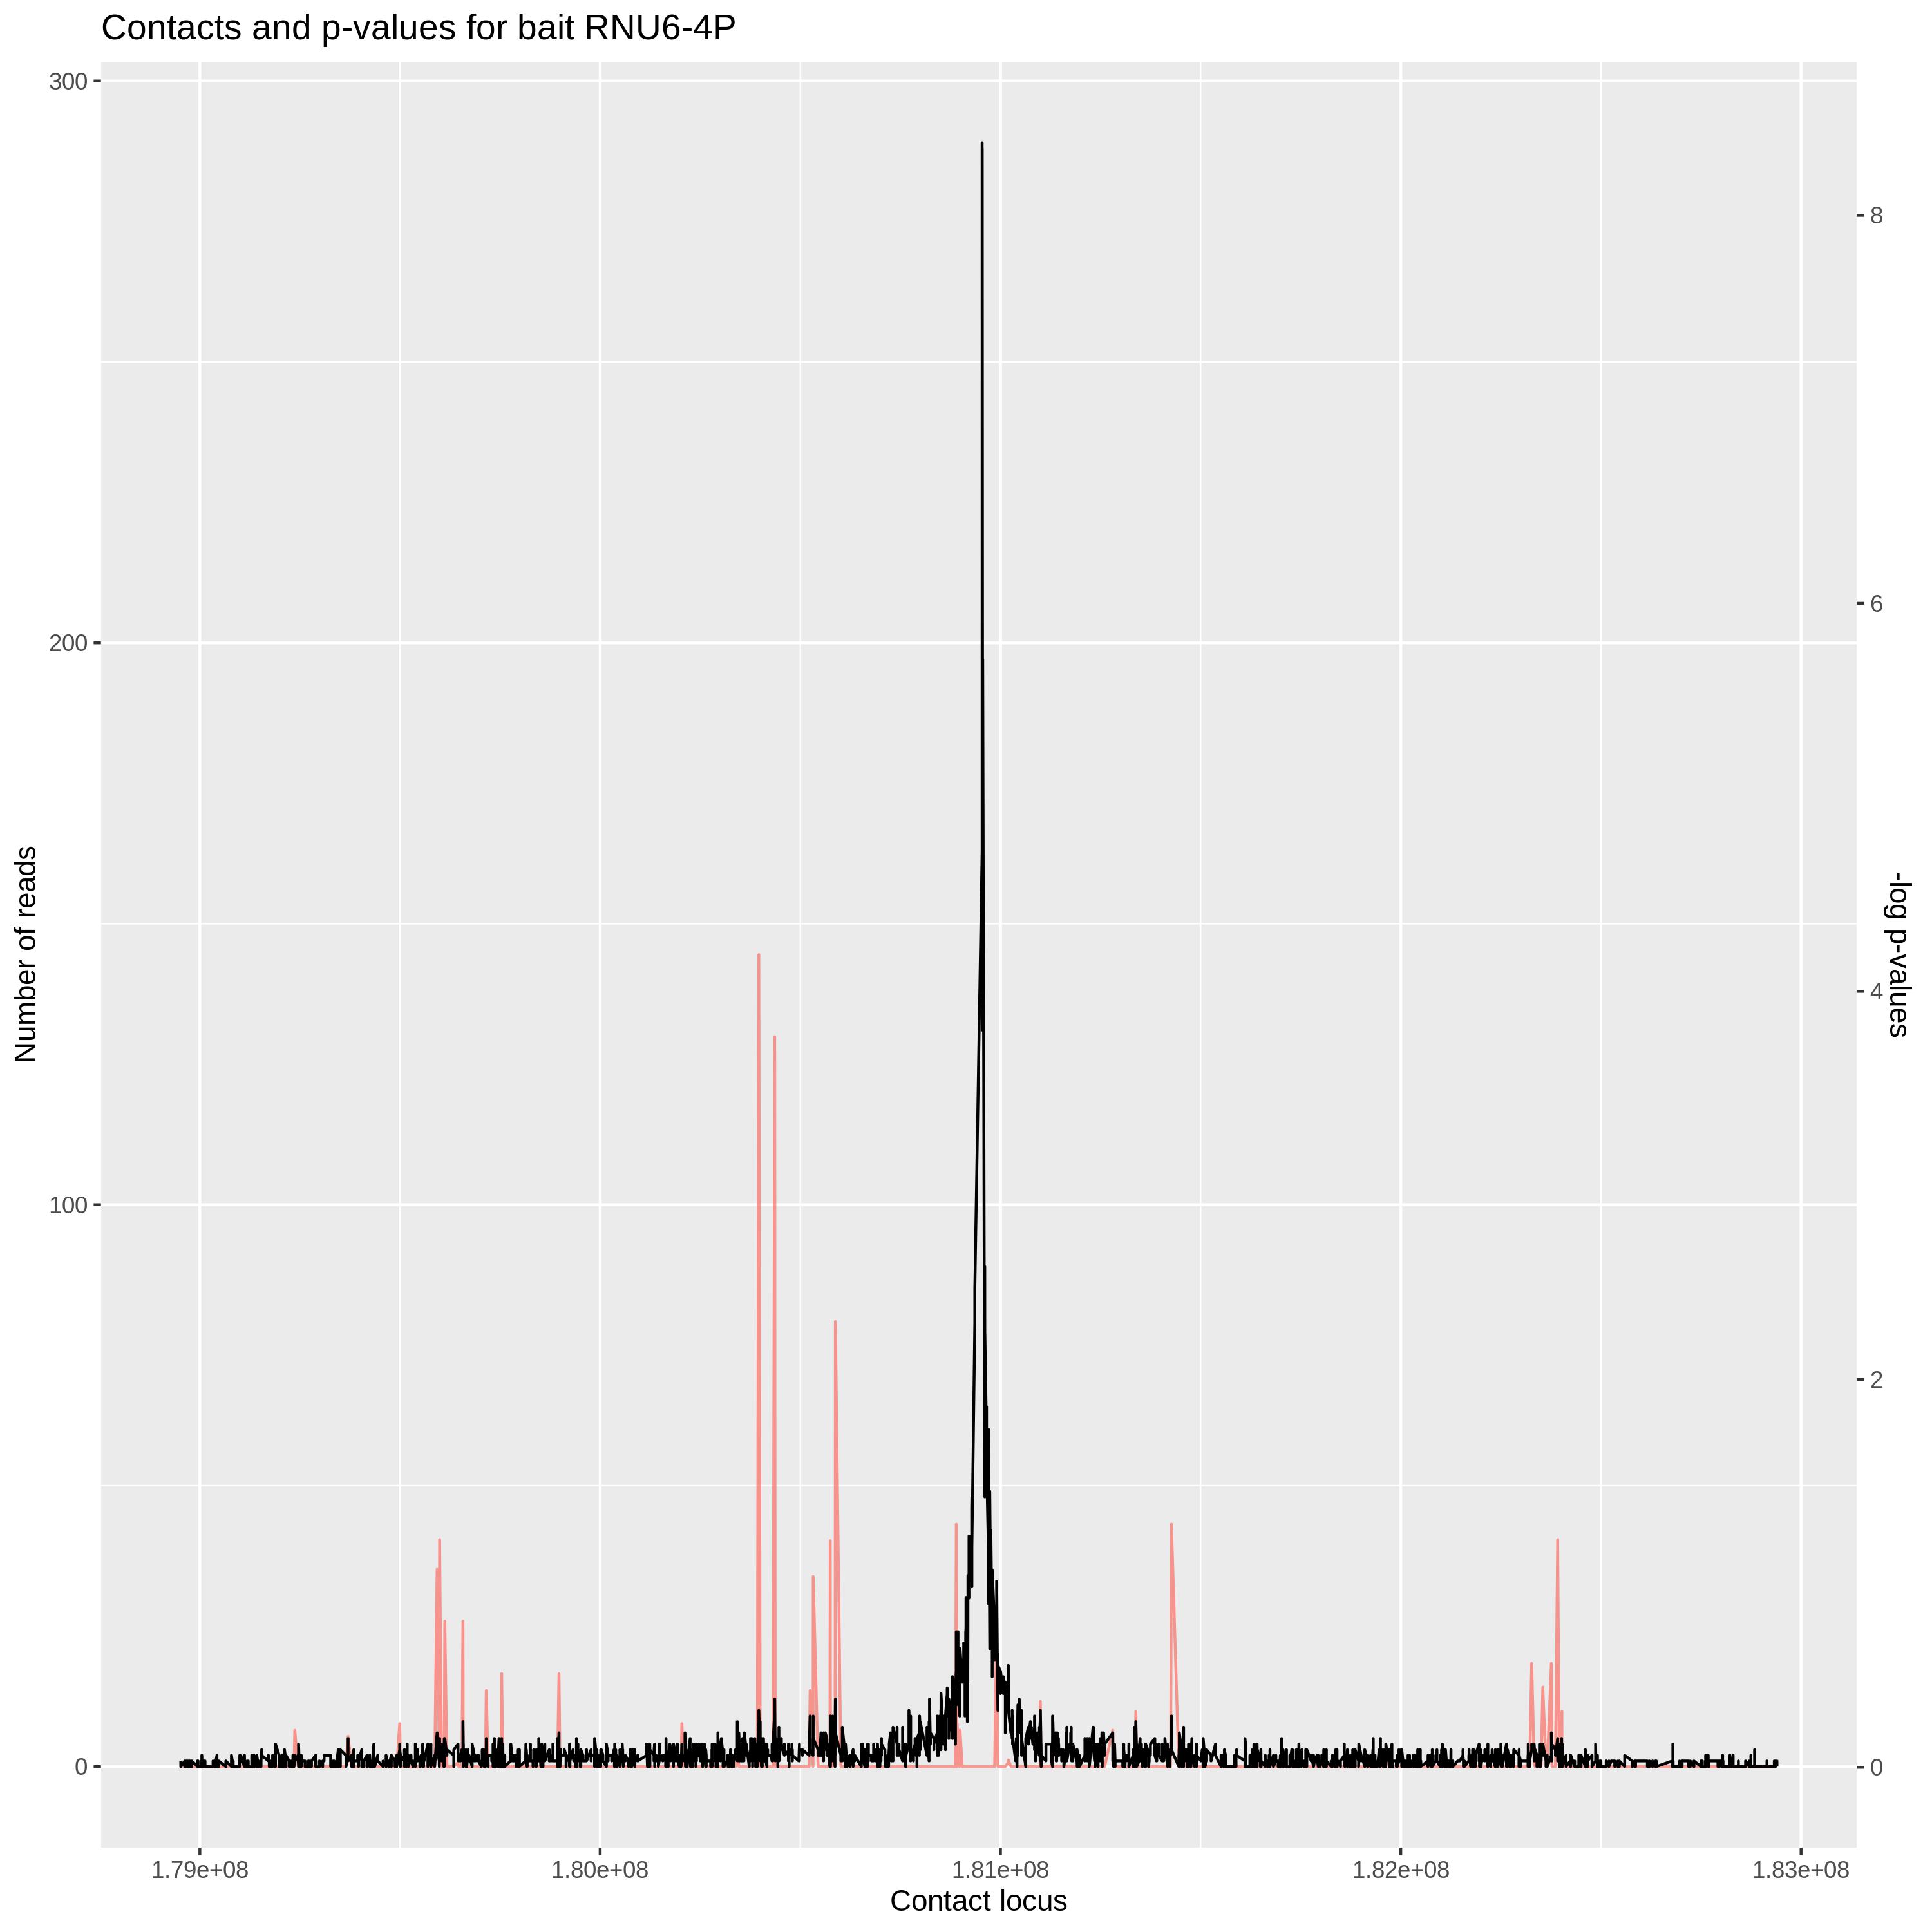 Contacts and p-values for bait RNU6-4P
300
200
100
0
Number of reads
8
6
4
2
0
-log p-values
1.79e+08 1.80e+08 1.81e+08 1.82e+08 1.83e+08
Contact locus